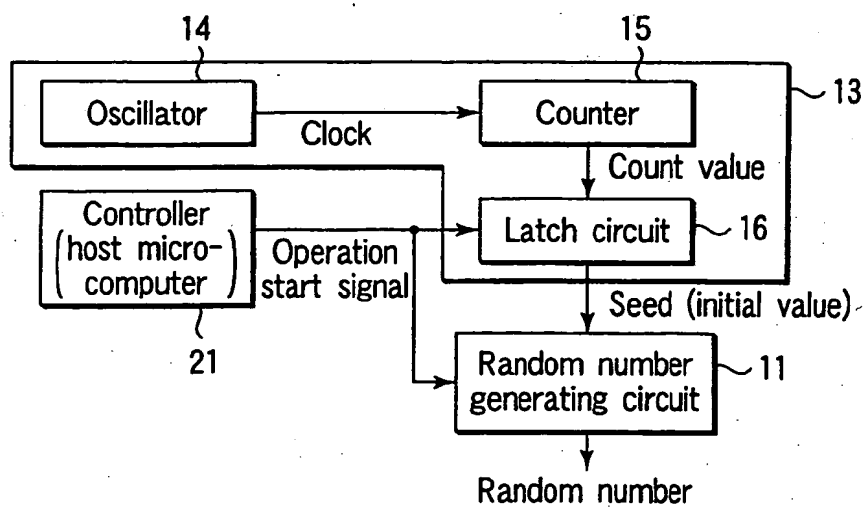 14
15
13
Oscillator
Counter
Clock
Count value
Controller
(host micro-
computer)
Operation
start signal
Latch circuit
16
21
Seed (initial value)
Random number
generating circuit
11
Random number